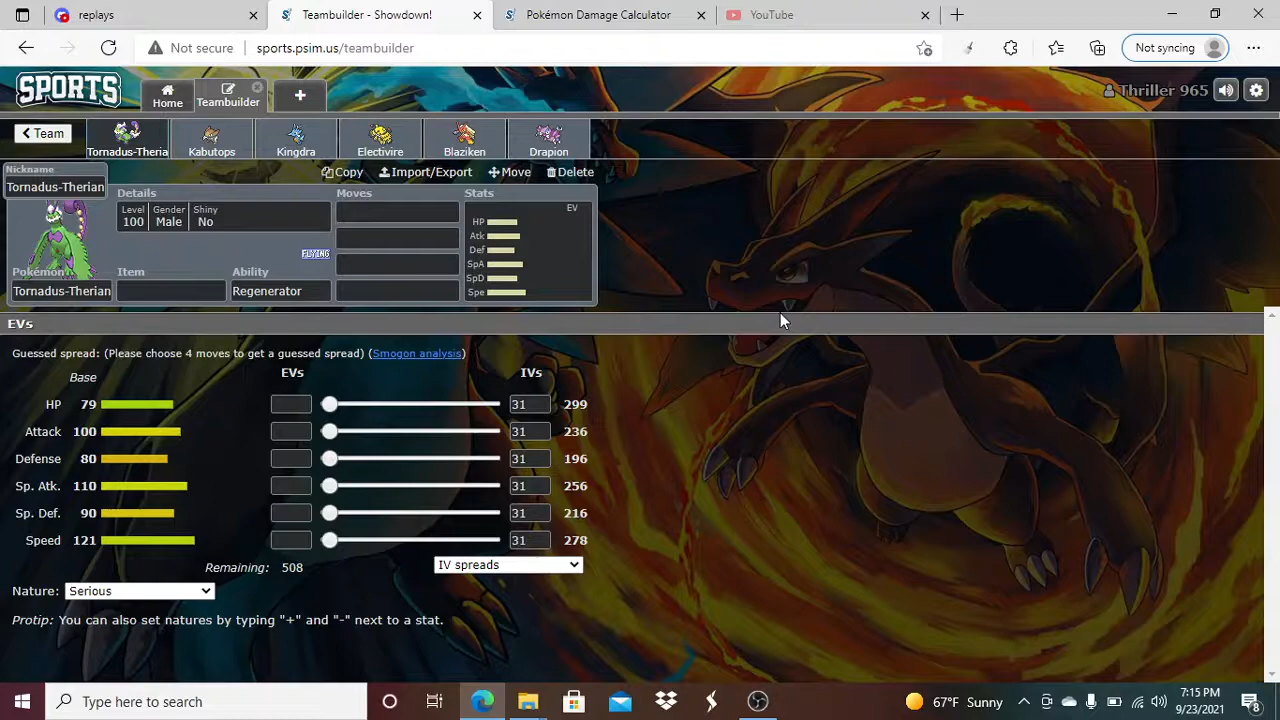 replays
Teambuilder - Showdown!
Pokémon Damage Calculator
YouTube
Not secure
sports.psim.us/teambuilder
Not syncing
SPORTS
Home
Teambuilder
Thriller 965
Team
Tornadus-Theria
Kabutops
Kingdra
Electivire
Blaziken
Drapion
Copy
Import/Export
Move
Delete
Nickname
Tornadus-Therian
Details
Level
Gender
Shiny
100
Male
No
FLYING
Pokémon
Tornadus-Therian
Item
Ability
Regenerator
Moves
Stats
EV
HP
Atk
Def
SpA
SpD
Spe
EVs
Guessed spread: (Please choose 4 moves to get a guessed spread) (Smogon analysis)
Base
EVs
IVs
HP 79 31 299
Attack 100 31 236
Defense 80 31 196
Sp. Atk. 110 31 256
Sp. Def. 90 31 216
Speed 121 31 278
Remaining: 508
IV spreads
Nature: Serious
Protip: You can also set natures by typing "+" and "-" next to a stat.
Type here to search
67°F Sunny
7:15 PM
9/23/2021
8